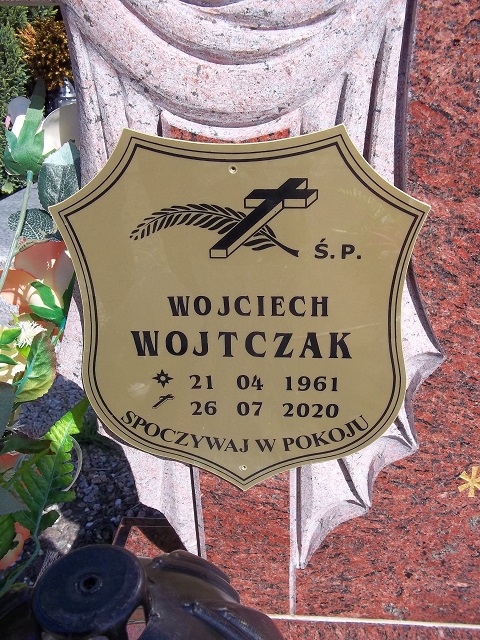 Ś.P.
WOJCIECH
WOJTCZAK
21 04 1961
26 07 2020
SPOCZYWAJ W POKOJU